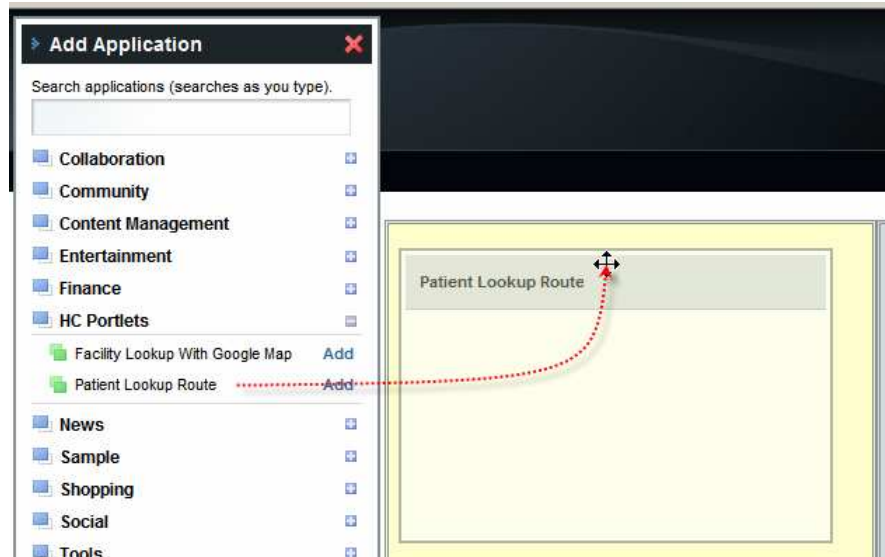 Add Application
Search applications (searches as you type).
Collaboration
Community
Content Management
Entertainment
Finance
HC Portlets
Facility Lookup With Google Map Add
Patient Lookup Route Add
News
Sample
Shopping
Social
Tools
Patient Lookup Route